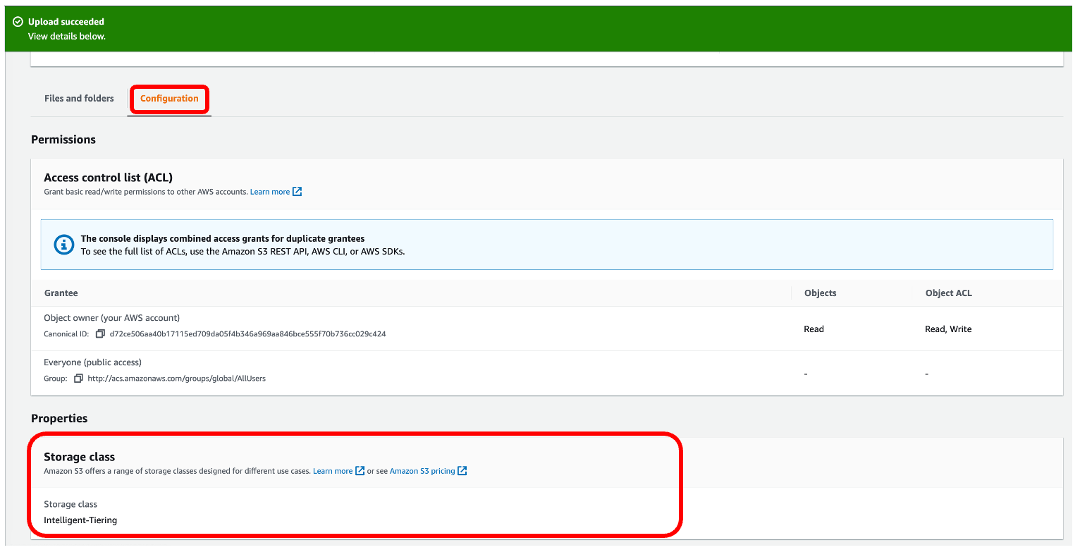 Upload succeeded
View details below.
Files and folders
Configuration
Permissions
Access control list (ACL)
Grant basic read/write permissions to other AWS accounts. Learn more
The console displays combined access grants for duplicate grantees
To see the full list of ACLs, use the Amazon S3 REST API, AWS CLI, or AWS SDKs.
Grantee Objects Object ACL
Object owner (your AWS account)
Canonical ID: d72ce506aa40b17115ed709da05f4b346a969aa846bce555f70b736cc029c424
Read Read, Write
Everyone (public access)
Group: http://acs.amazonaws.com/groups/global/AllUsers
- -
Properties
Storage class
Amazon S3 offers a range of storage classes designed for different use cases. Learn more or see Amazon S3 pricing
Storage class
Intelligent-Tiering